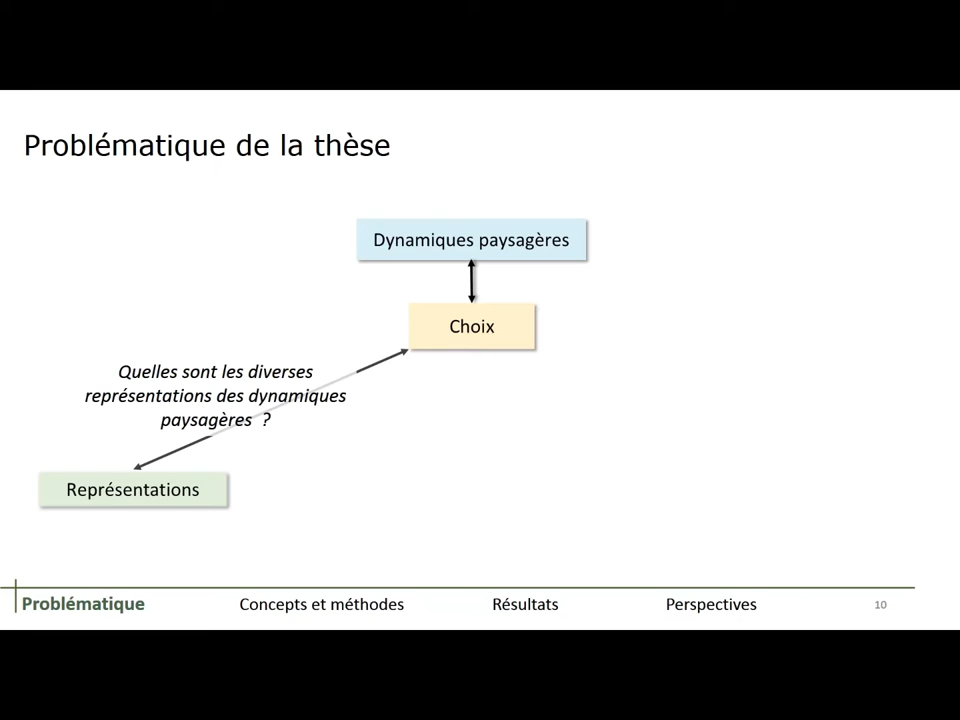 Problématique de la thèse
Dynamiques paysagères
Choix
Quelles sont les diverses
représentations des dynamiques
paysagères  ?
Représentations
Problématique
Concepts et méthodes
Résultats
Perspectives
10